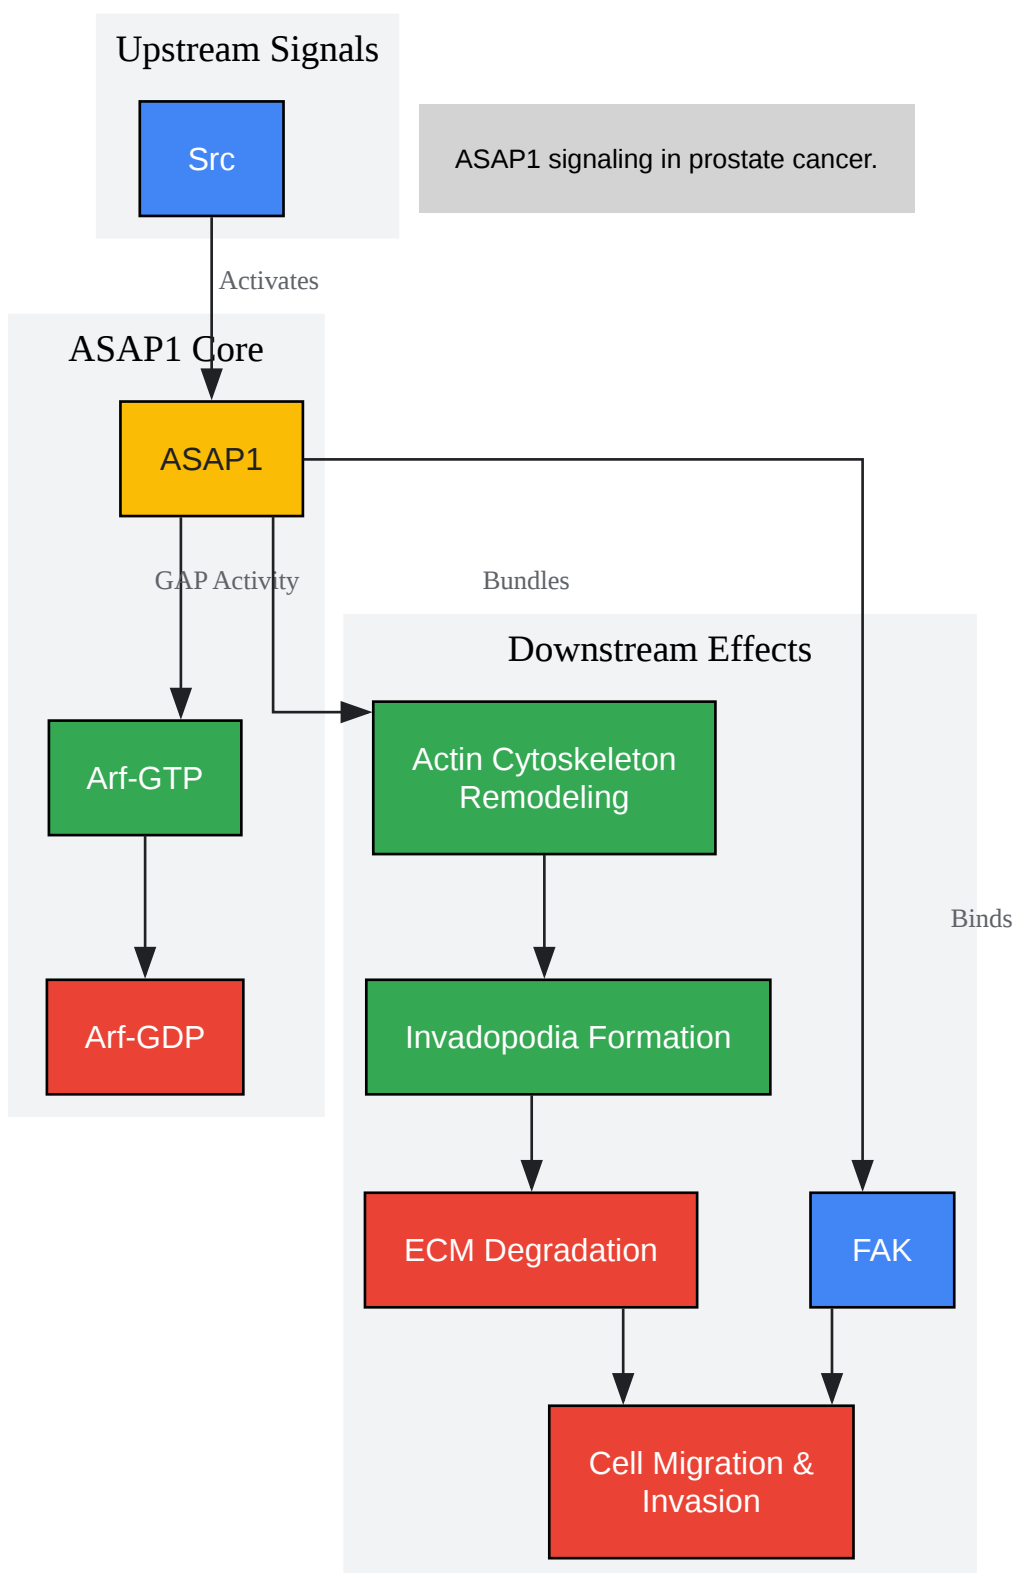 Upstream Signals
Src
ASAP1 signaling in prostate cancer.
Activates
ASAP1 Core
ASAP1
GAP Activity
Bundles
Downstream Effects
Actin Cytoskeleton
Remodeling
Arf-GTP
Binds
Arf-GDP
Invadopodia Formation
ECM Degradation
FAK
Cell Migration &
Invasion